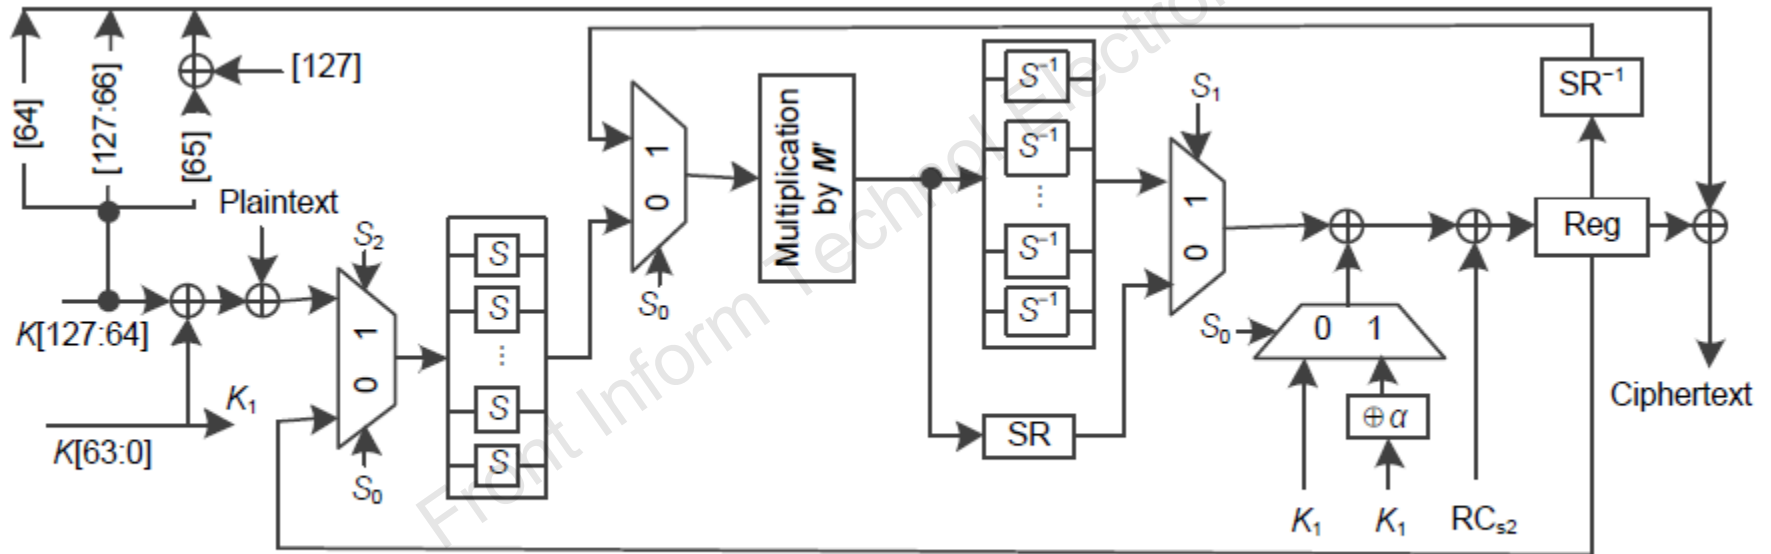 [64]
[127:66]
[65]
[127]
Plaintext
K[127:64]
K₁
K[63:0]
S₂
1
0
S₀
S
S
⋮
S
S
1
0
S₀
Multiplication
by M'
S⁻¹
S⁻¹
⋮
S⁻¹
S⁻¹
SR
S₁
1
0
S₀
0 1
⊕α
K₁
K₁
RCs2
SR⁻¹
Reg
Ciphertext
Front Inform Technol Electron